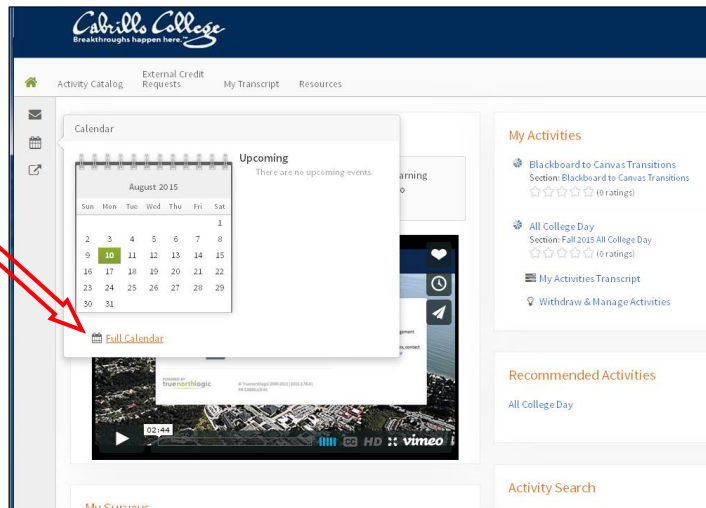 Cabrillo College
Breakthroughs happen here.™
Activity Catalog
External Credit
Requests
My Transcript
Resources
Calendar
August 2015
Sun Mon Tue Wed Thu Fri Sat
1
2 3 4 5 6 7 8
9 10 11 12 13 14 15
16 17 18 19 20 21 22
23 24 25 26 27 28 29
30 31
Upcoming
There are no upcoming events.
Full Calendar
arning
o
POWERED BY
truenorthlogic
02:44
HD
vimeo
My Surveys
My Activities
Blackboard to Canvas Transitions
Section: Blackboard to Canvas Transitions
(0 ratings)
All College Day
Section: Fall 2015 All College Day
(0 ratings)
My Activities Transcript
Withdraw & Manage Activities
Recommended Activities
All College Day
Activity Search